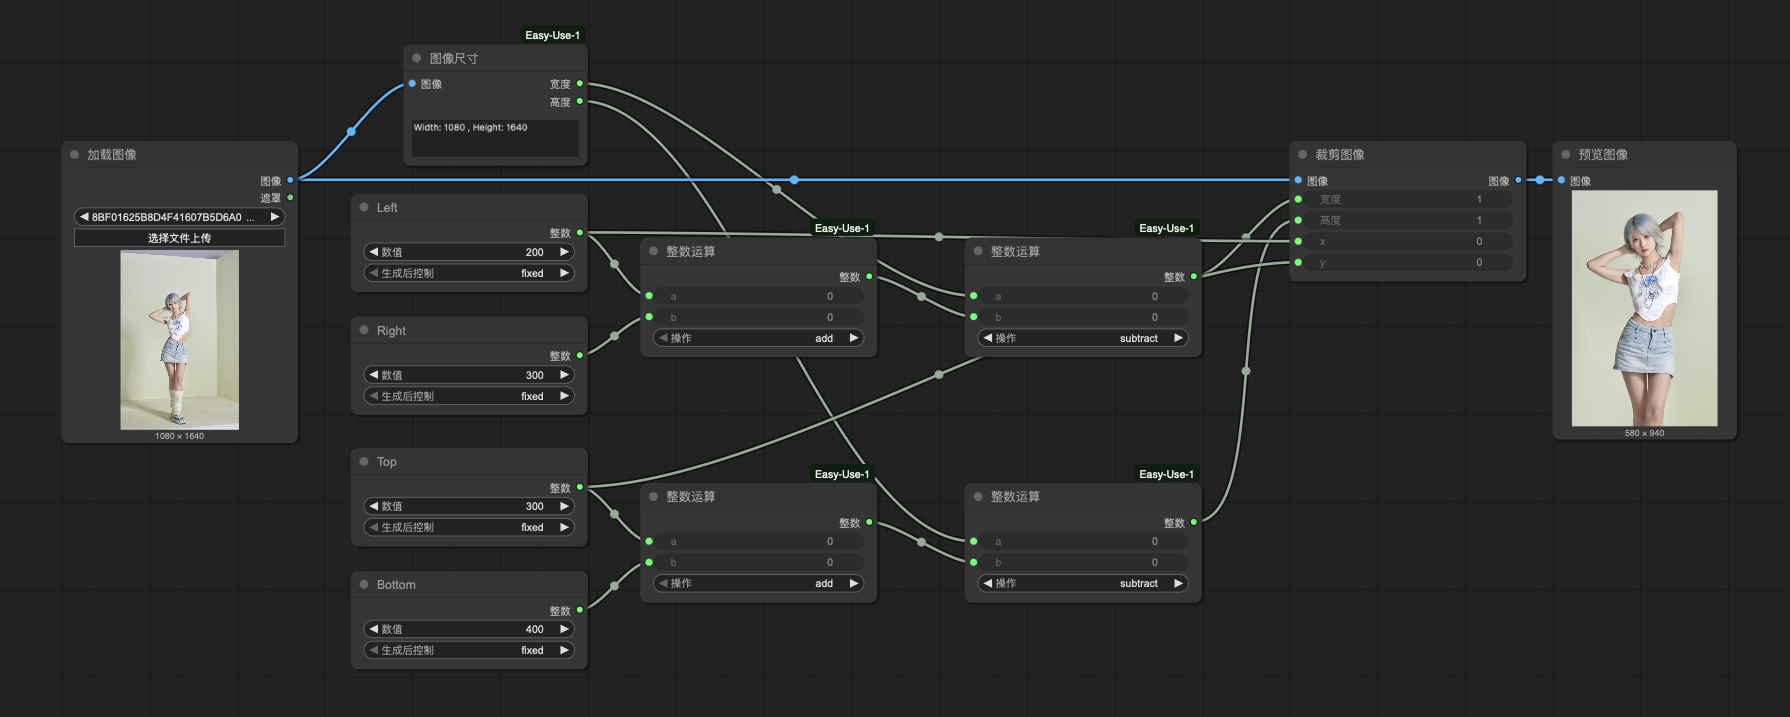 Easy-Use-1
图像尺寸
图像
宽度
高度
Width: 1080 , Height: 1640
加载图像
图像
遮罩
8BF01625B8D4F41607B5D6A0 ...
选择文件上传
1080 × 1640
Left
整数
数值 200
生成后控制 fixed
Right
整数
数值 300
生成后控制 fixed
Top
整数
数值 300
生成后控制 fixed
Bottom
整数
数值 400
生成后控制 fixed
Easy-Use-1
整数运算
整数
a 0
b 0
操作 add
Easy-Use-1
整数运算
整数
a 0
b 0
操作 subtract
Easy-Use-1
整数运算
整数
a 0
b 0
操作 add
Easy-Use-1
整数运算
整数
a 0
b 0
操作 subtract
裁剪图像
图像 图像
宽度 1
高度 1
x 0
y 0
预览图像
图像
580 × 940